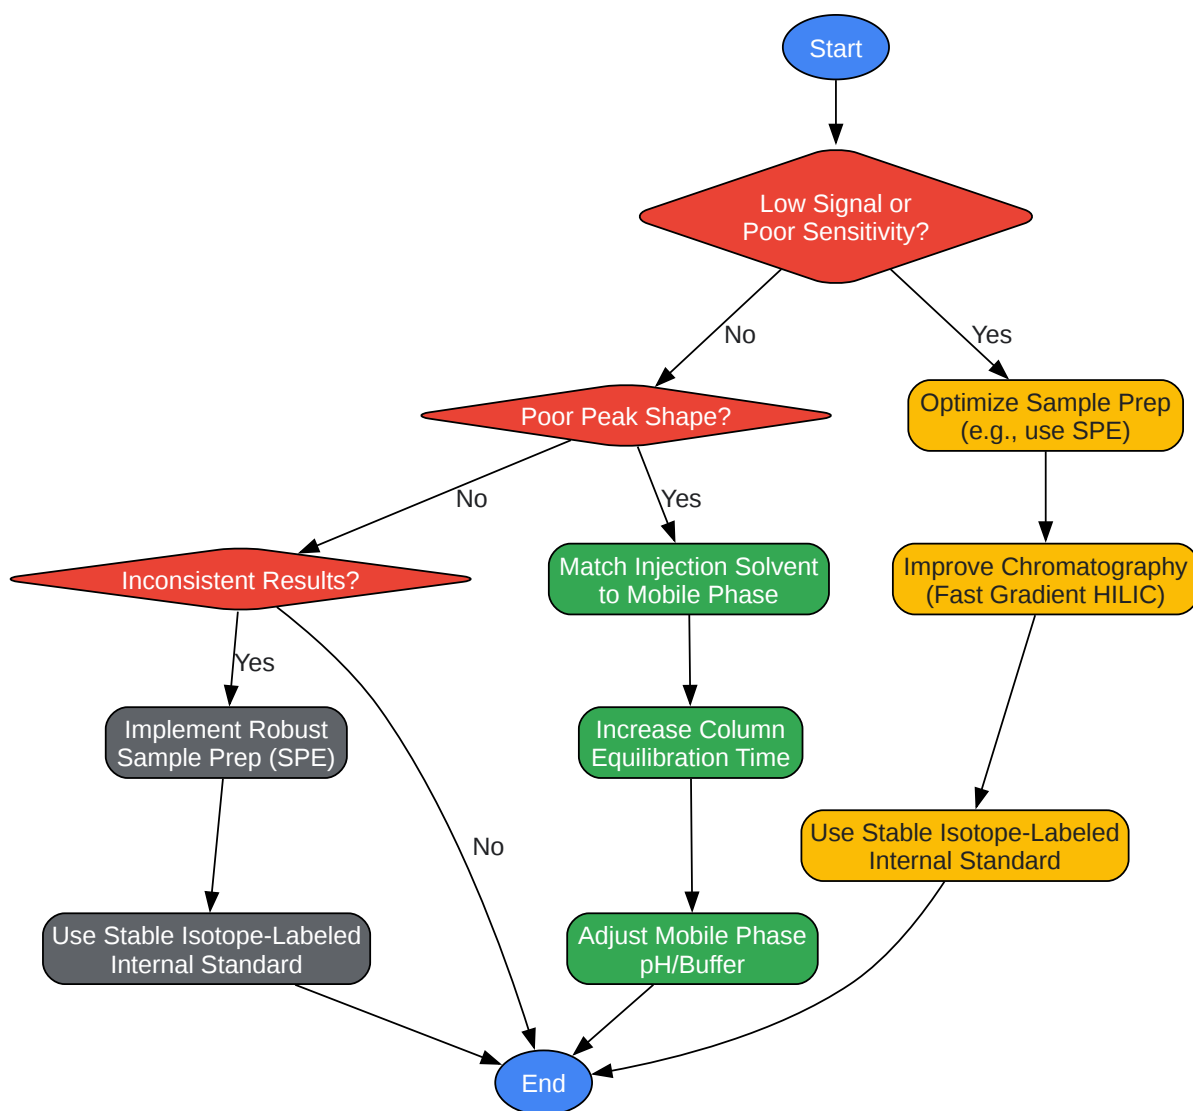 Start
Low Signal or
Poor Sensitivity?
No
Yes
Poor Peak Shape?
Optimize Sample Prep
(e.g., use SPE)
No
Yes
Inconsistent Results?
Match Injection Solvent
to Mobile Phase
Improve Chromatography
(Fast Gradient HILIC)
Yes
Implement Robust
Sample Prep (SPE)
Increase Column
Equilibration Time
No
Use Stable Isotope-Labeled
Internal Standard
Use Stable Isotope-Labeled
Internal Standard
Adjust Mobile Phase
pH/Buffer
End